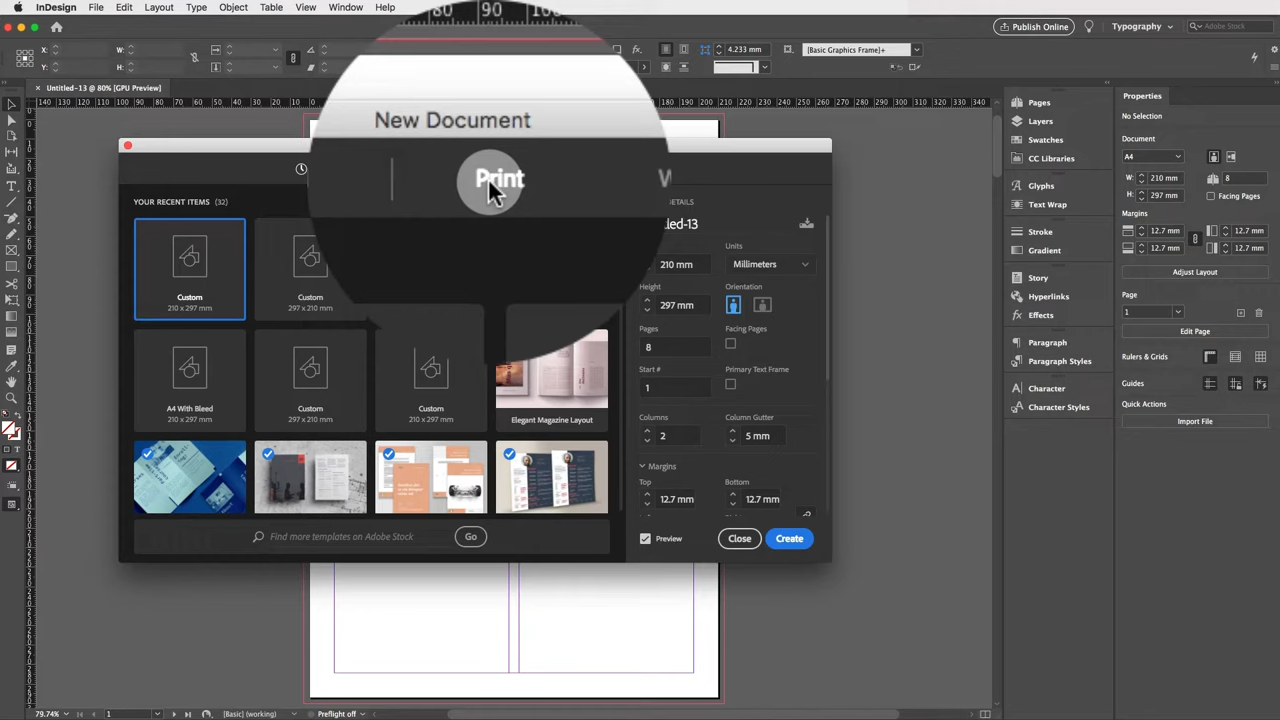 InDesign File Edit Layout Type Object Table View Window Help
Publish Online Typography Adobe Stock
X: W: 4.233 mm [Basic Graphics Frame]+
Y: H:
Untitled-13 @ 80% [GPU Preview]
New Document
Print W
YOUR RECENT ITEMS (32)
Custom
210 x 297 mm
Custom
297 x 210 mm
A4 With Bleed
210 x 297 mm
Custom
297 x 210 mm
Custom
210 x 297 mm
Elegant Magazine Layout
Find more templates on Adobe Stock Go
DETAILS
led-13
Units
210 mm Millimeters
Height Orientation
297 mm
Pages Facing Pages
8
Start # Primary Text Frame
1
Columns Column Gutter
2 5 mm
Margins
Top Bottom
12.7 mm 12.7 mm
Preview Close Create
Pages
Layers
Swatches
CC Libraries
Glyphs
Text Wrap
Stroke
Gradient
Story
Hyperlinks
Effects
Paragraph
Paragraph Styles
Character
Character Styles
Properties
No Selection
Document
A4
W: 210 mm 8
H: 297 mm Facing Pages
Margins
12.7 mm 12.7 mm
12.7 mm 12.7 mm
Adjust Layout
Page
1
Edit Page
Rulers & Grids
Guides
Quick Actions
Import File
79.74% 1 [Basic] (working) Preflight off